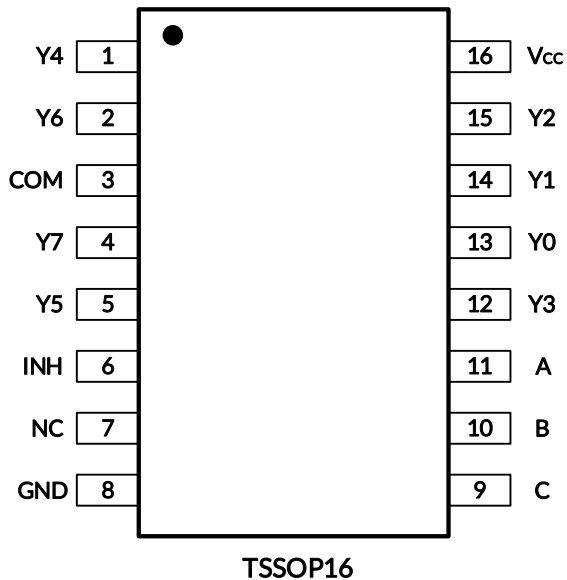 Y4 1 16 Vcc
Y6 2 15 Y2
COM 3 14 Y1
Y7 4 13 Y0
Y5 5 12 Y3
INH 6 11 A
NC 7 10 B
GND 8 9 C
TSSOP16